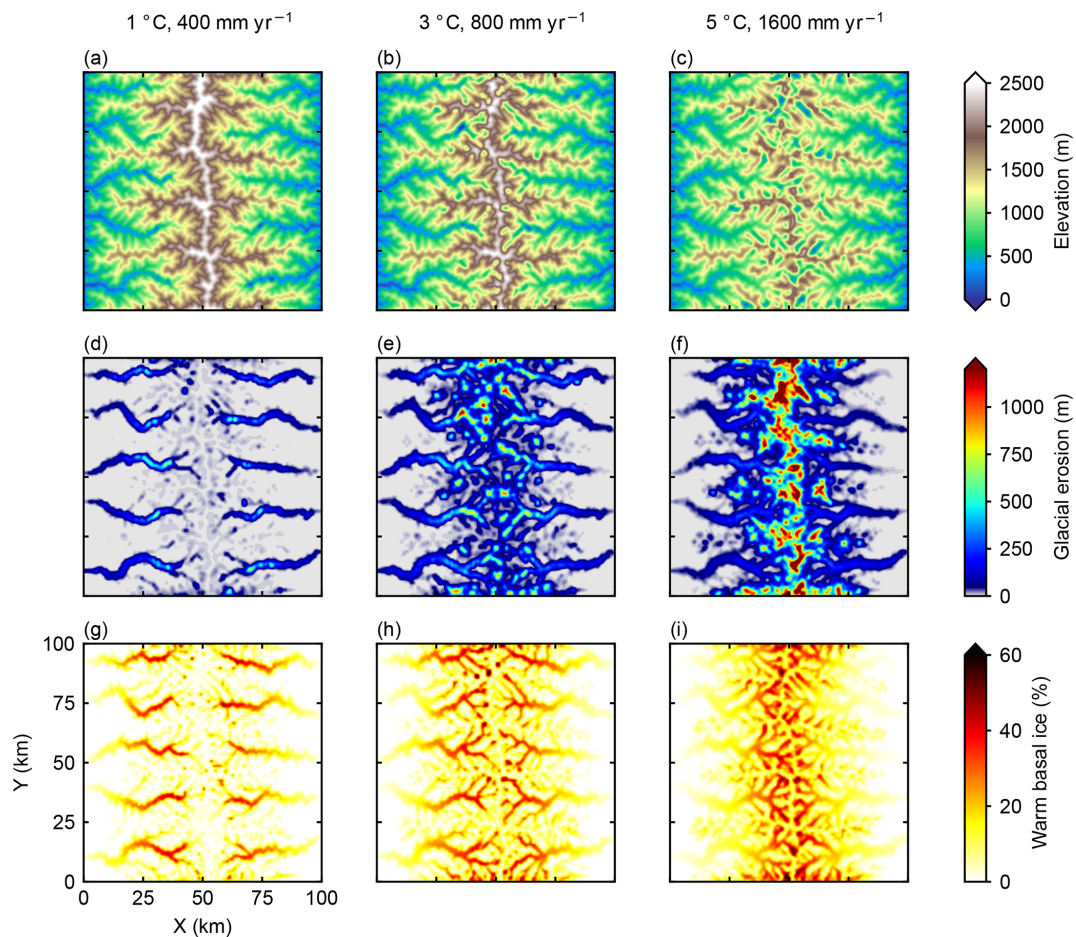 1 °C, 400 mm yr⁻¹ 3 °C, 800 mm yr⁻¹ 5 °C, 1600 mm yr⁻¹
(a) (b) (c)
2500
2000
1500
1000
500
0
Elevation (m)
(d) (e) (f)
1000
750
500
250
0
Glacial erosion (m)
(g) (h) (i)
100
75
50
25
0
Y (km)
0 25 50 75 100
X (km)
60
40
20
0
Warm basal ice (%)